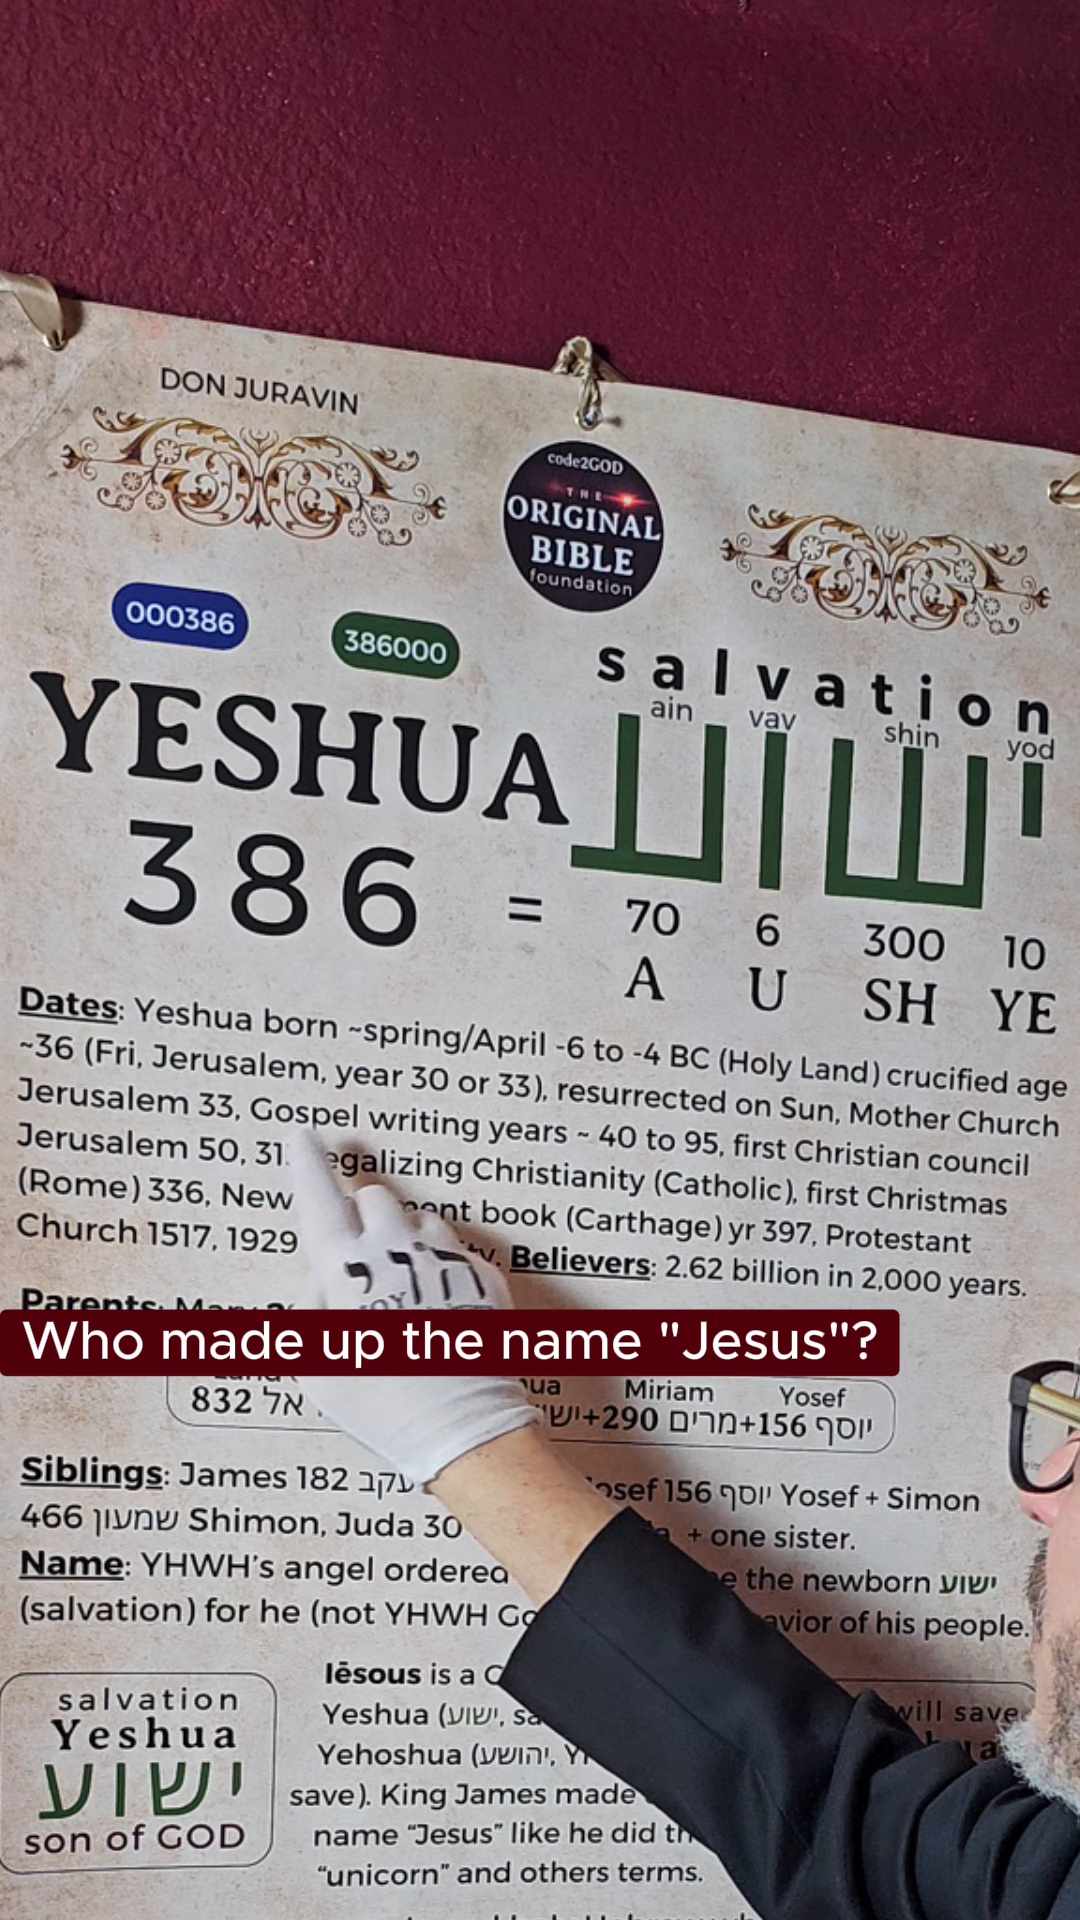 DON JURAVIN
code2GOD
THE
ORIGINAL
BIBLE
foundation
000386
386000
salvation
ain vav shin yod
YESHUA ישוע
386 = 70 6 300 10
A U SH YE
Dates: Yeshua born ~spring/April -6 to -4 BC (Holy Land) crucified age
~36 (Fri, Jerusalem, year 30 or 33), resurrected on Sun, Mother Church
Jerusalem 33, Gospel writing years ~ 40 to 95, first Christian council
Jerusalem 50, legalizing Christianity (Catholic), first Christmas
(Rome) 336, New book (Carthage) yr 397, Protestant
Church 1517, 1929 Believers: 2.62 billion in 2,000 years.
Parents:
Who made up the name "Jesus"?
Miriam Yosef
832 אל +290 מרים+156 יוסף
Siblings: James 182 156 יוסף Yosef + Simon
466 שמעון Shimon, Juda 30 + one sister.
Name: YHWH's angel ordered the newborn ישוע
(salvation) for he (not YHWH of his people.
הוי
salvation
Yeshua
ישוע
son of GOD
Iēsous is a
Yeshua (ישוע,
Yehoshua (יהושע,
will save
save). King James made
name "Jesus" like he did
"unicorn" and others terms.